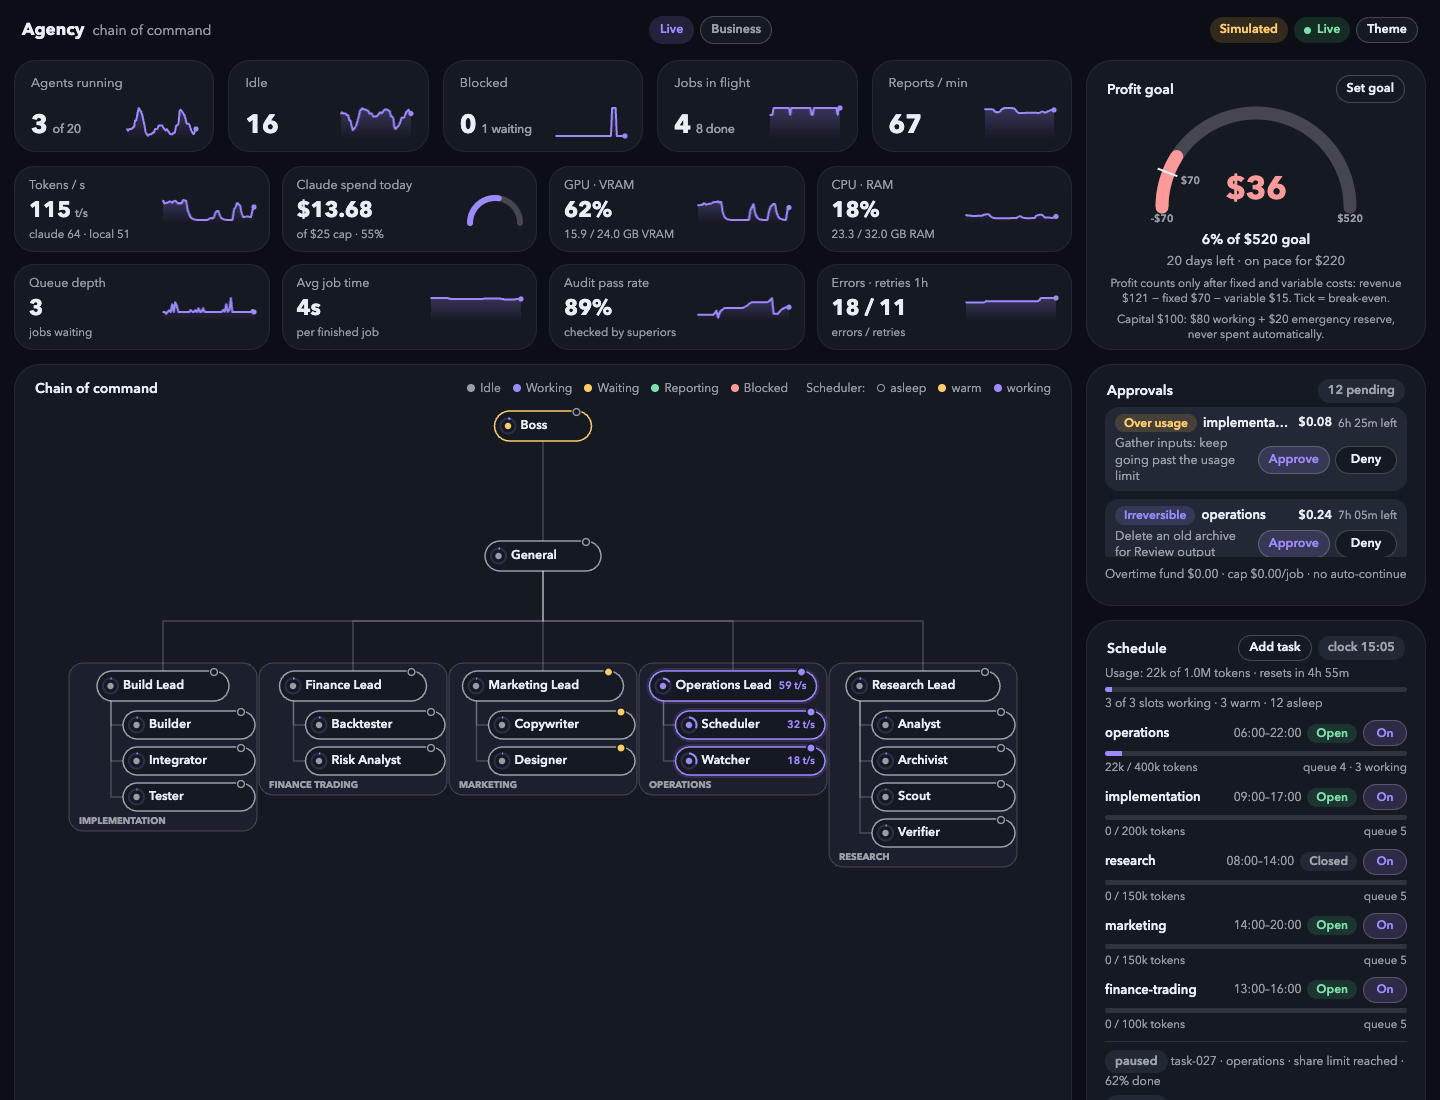 Agency chain of command
Live Business
Simulated Live Theme
Agents running
3 of 20
Idle
16
Blocked
0 1 waiting
Jobs in flight
4 8 done
Reports / min
67
Tokens / s
115 t/s
claude 64 · local 51
Claude spend today
$13.68
of $25 cap · 55%
GPU · VRAM
62%
15.9 / 24.0 GB VRAM
CPU · RAM
18%
23.3 / 32.0 GB RAM
Queue depth
3
jobs waiting
Avg job time
4s
per finished job
Audit pass rate
89%
checked by superiors
Errors · retries 1h
18 / 11
errors / retries
Profit goal
Set goal
$70
$36
-$70
$520
6% of $520 goal
20 days left · on pace for $220
Profit counts only after fixed and variable costs: revenue
$121 − fixed $70 − variable $15. Tick = break-even.
Capital $100: $80 working + $20 emergency reserve,
never spent automatically.
Chain of command
Idle Working Waiting Reporting Blocked Scheduler: asleep warm working
Boss
General
Build Lead
Builder
Integrator
Tester
IMPLEMENTATION
Finance Lead
Backtester
Risk Analyst
FINANCE TRADING
Marketing Lead
Copywriter
Designer
MARKETING
Operations Lead 59 t/s
Scheduler 32 t/s
Watcher 18 t/s
OPERATIONS
Research Lead
Analyst
Archivist
Scout
Verifier
RESEARCH
Approvals
12 pending
Over usage implementa... $0.08 6h 25m left
Gather inputs: keep
going past the usage
limit
Approve Deny
Irreversible operations $0.24 7h 05m left
Delete an old archive
for Review output
Approve Deny
Overtime fund $0.00 · cap $0.00/job · no auto-continue
Schedule
Add task clock 15:05
Usage: 22k of 1.0M tokens · resets in 4h 55m
3 of 3 slots working · 3 warm · 12 asleep
operations 06:00–22:00 Open On
22k / 400k tokens queue 4 · 3 working
implementation 09:00–17:00 Open On
0 / 200k tokens queue 5
research 08:00–14:00 Closed On
0 / 150k tokens queue 5
marketing 14:00–20:00 Open On
0 / 150k tokens queue 5
finance-trading 13:00–16:00 Open On
0 / 100k tokens queue 5
paused task-027 · operations · share limit reached ·
62% done